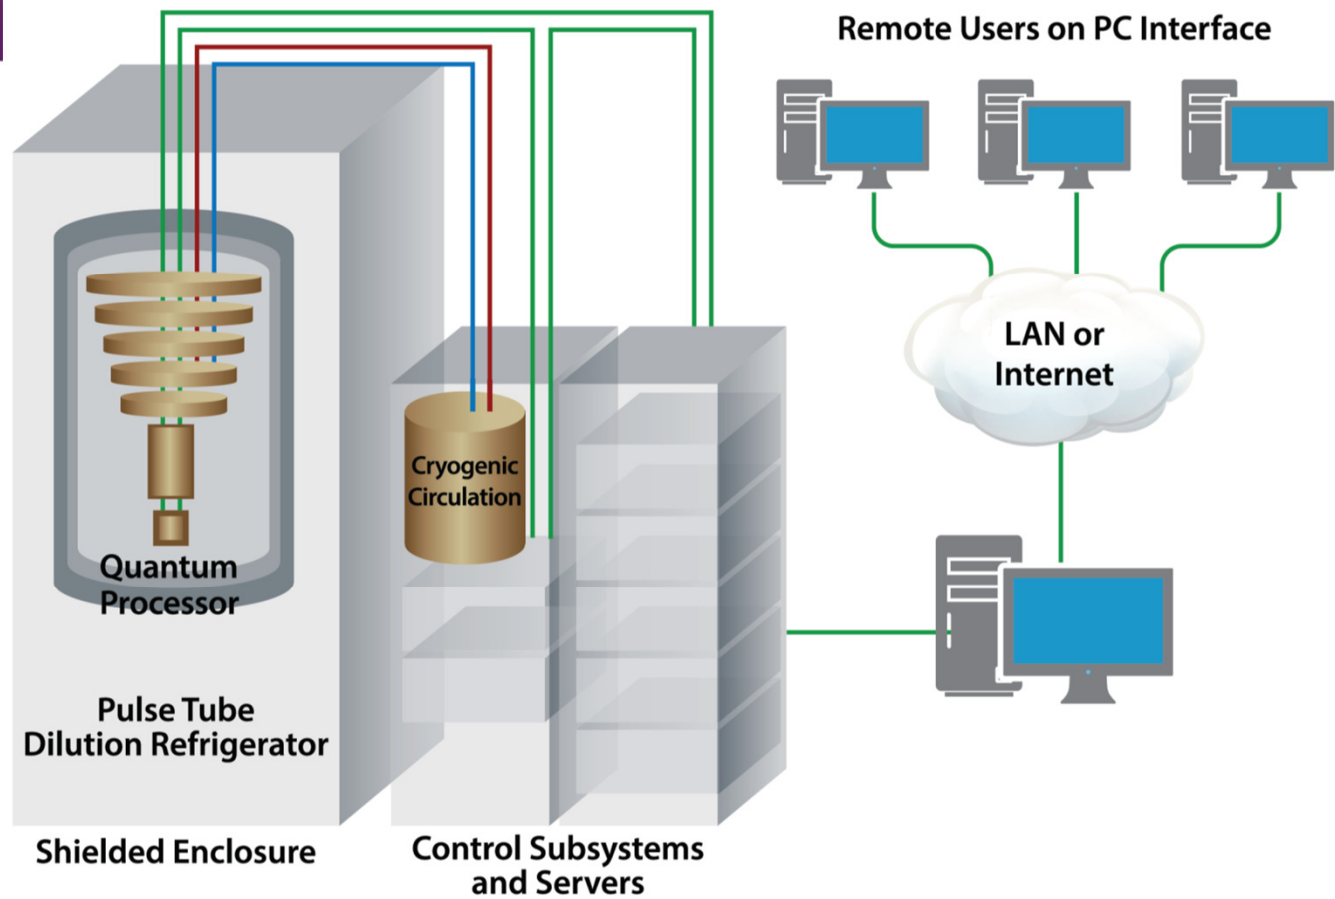 Remote Users on PC Interface
LAN or
Internet
Cryogenic
Circulation
Quantum
Processor
Pulse Tube
Dilution Refrigerator
Shielded Enclosure
Control Subsystems
and Servers